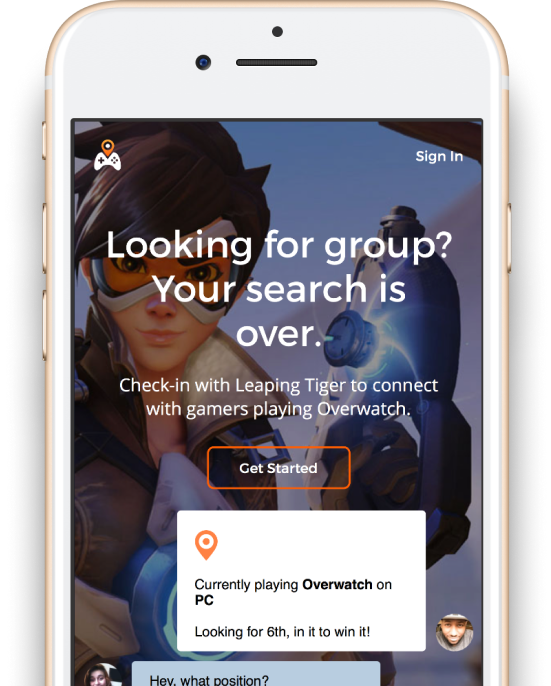 Sign In
Looking for group?
Your search is
over.
Check-in with Leaping Tiger to connect
with gamers playing Overwatch.
Get Started
Currently playing Overwatch on
PC
Looking for 6th, in it to win it!
Hey, what position?